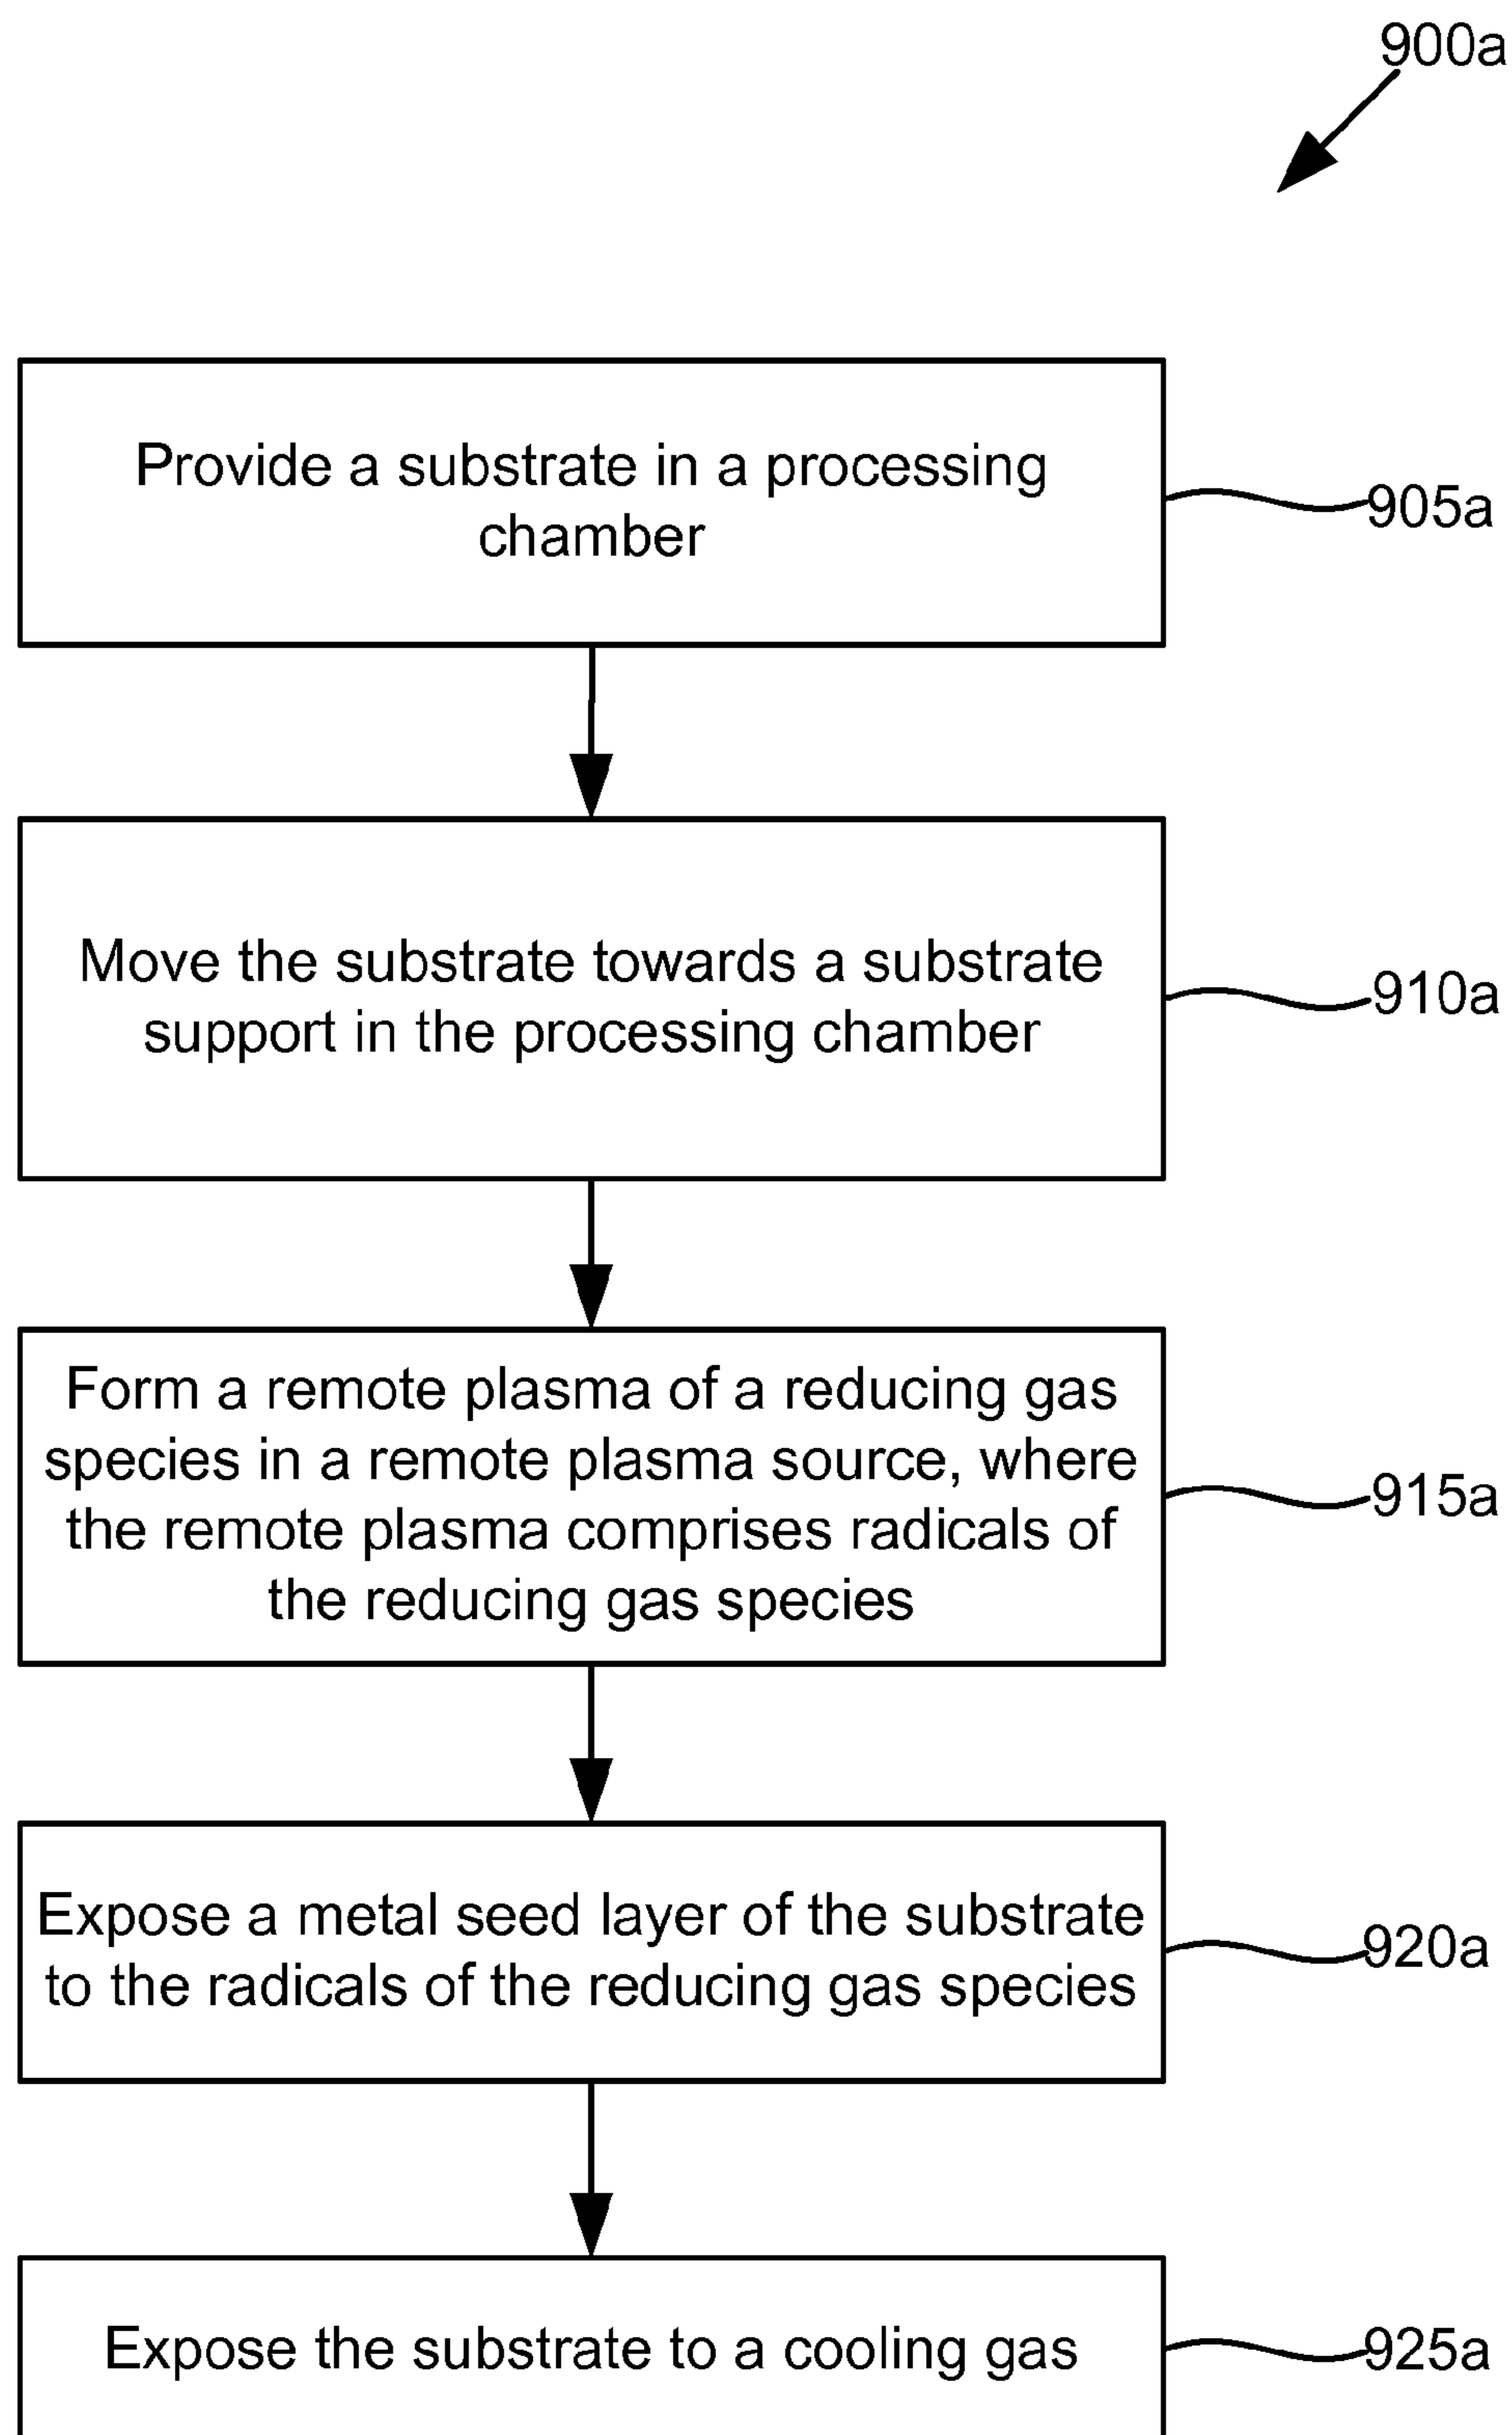 900a
Provide a substrate in a processing
chamber
905a
Move the substrate towards a substrate
support in the processing chamber
910a
Form a remote plasma of a reducing gas
species in a remote plasma source, where
the remote plasma comprises radicals of
the reducing gas species
915a
Expose a metal seed layer of the substrate
to the radicals of the reducing gas species
920a
Expose the substrate to a cooling gas
925a